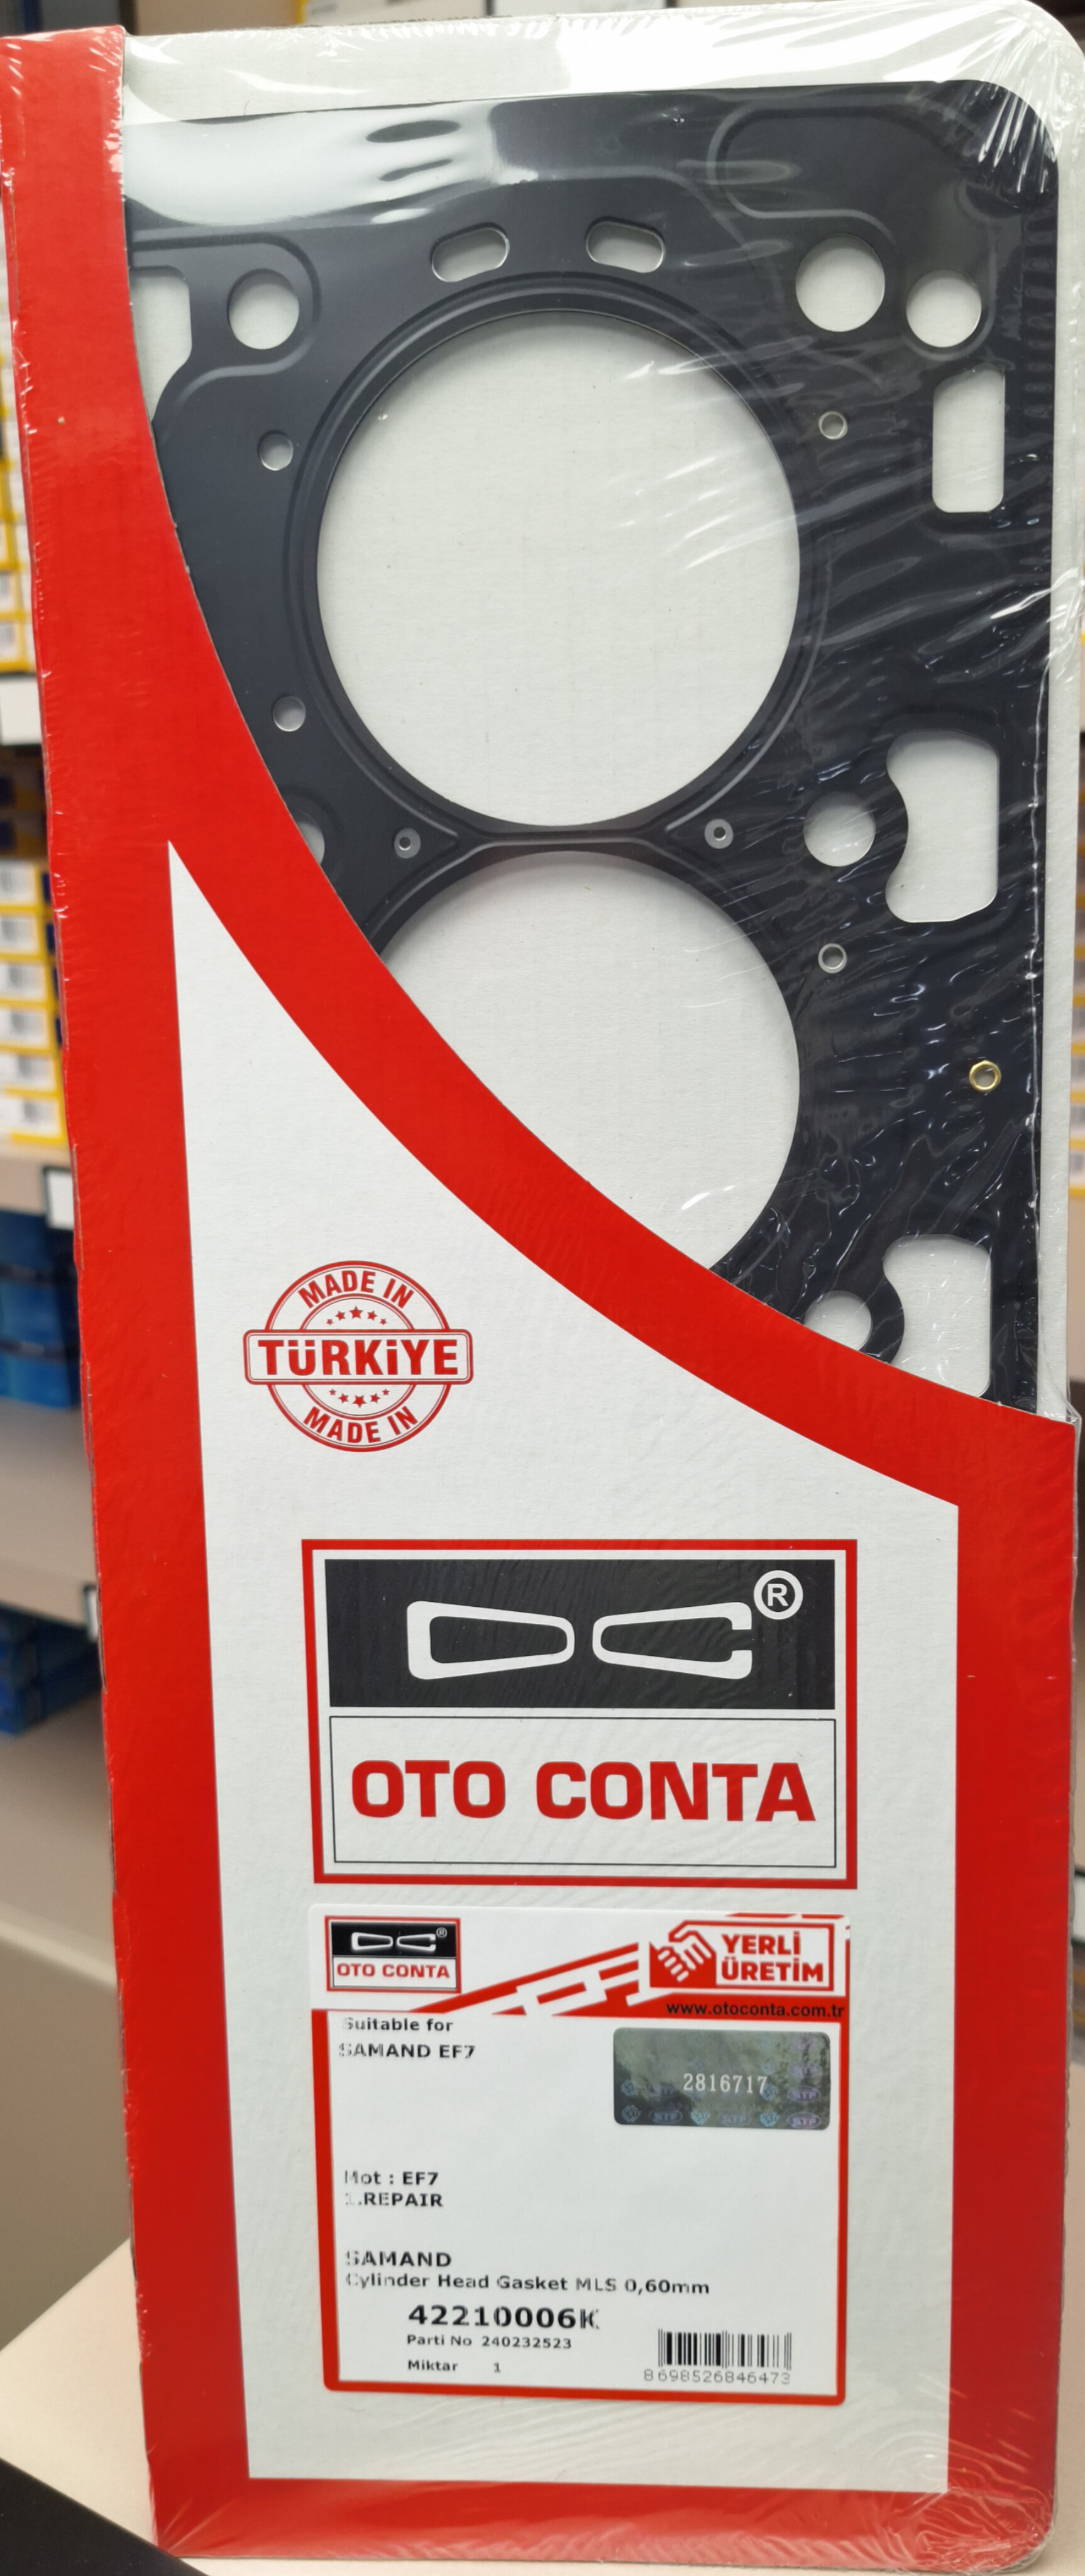 MADE IN
TÜRKİYE
MADE IN
®
OTO CONTA
®
OTO CONTA
YERLİ
ÜRETİM
www.otoconta.com.tr
Suitable for
SAMAND EF7
2816717
Mot : EF7
1.REPAIR
SAMAND
Cylinder Head Gasket MLS 0,60mm
42210006K
Parti No 240232523
Miktar 1
8698526846473